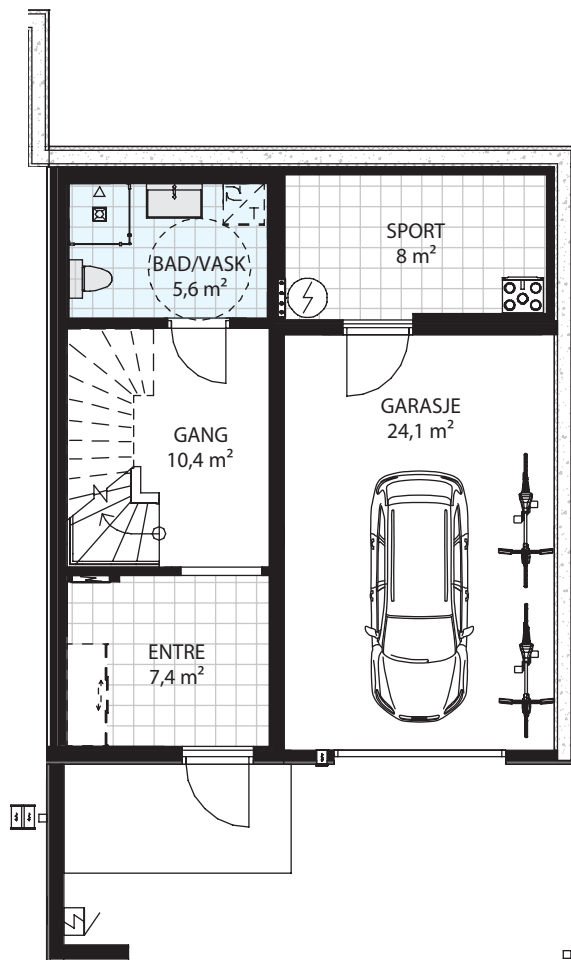 BAD/VASK
5,6 m²
T
SPORT
8 m²
GANG
10,4 m²
GARASJE
24,1 m²
ENTRE
7,4 m²